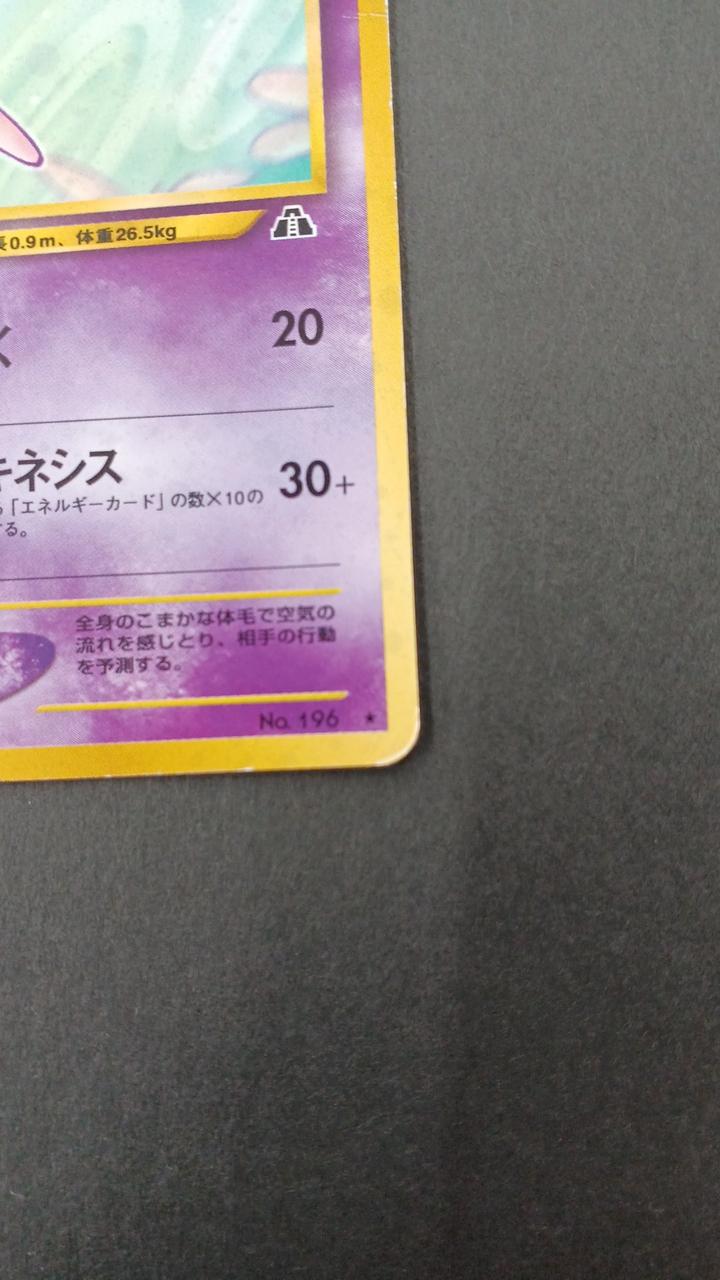 長0.9m、体重26.5kg
20
キネシス
30+
「エネルギーカード」の数×10の
する。
全身のこまかな体毛で空気の
流れを感じとり、相手の行動
を予測する。
No. 196 ★